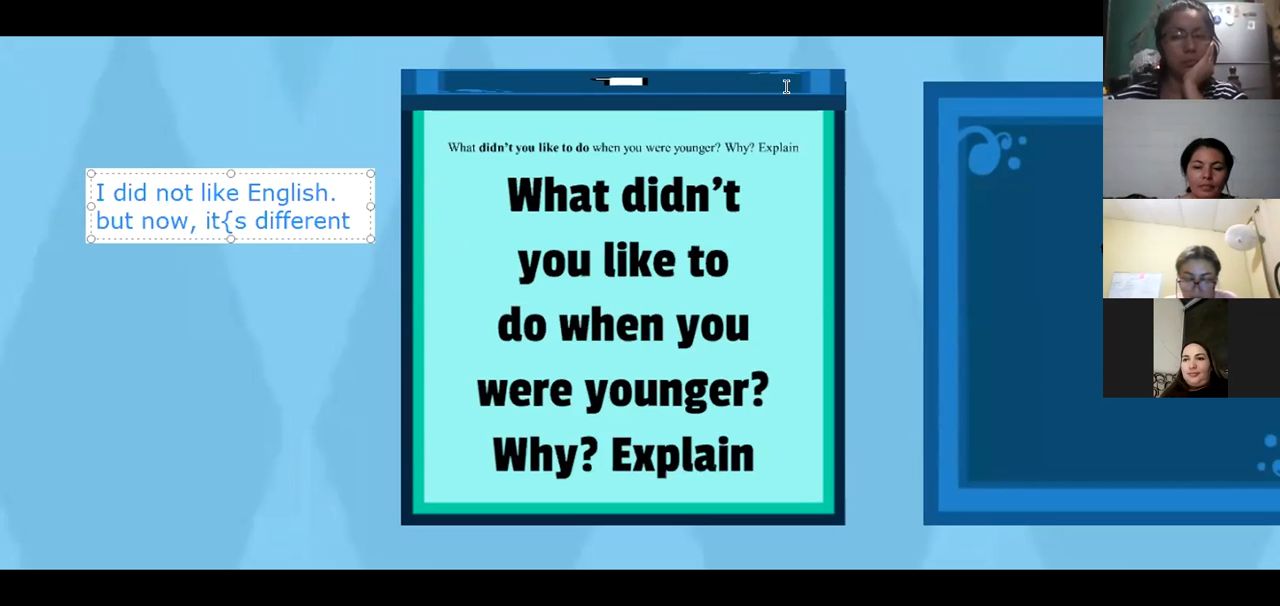 I did not like English.
but now, it{s different
What didn't you like to do when you were younger? Why? Explain
What didn't
you like to
do when you
were younger?
Why? Explain